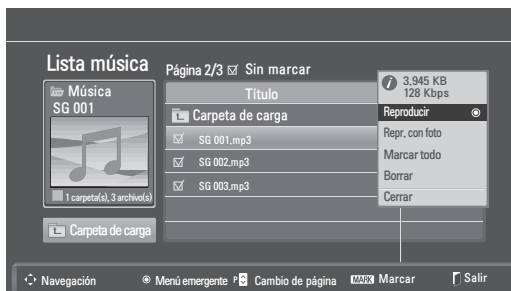 Lista música
Página 2/3 Sin marcar
Música
SG 001
1 carpeta(s), 3 archivo(s)
Carpeta de carga
Título
Carpeta de carga
SG 001.mp3
SG 002.mp3
SG 003.mp3
3,945 KB
128 Kbps
Reproducir
Repr. con foto
Marcar todo
Borrar
Cerrar
Navegación
Menú emergente
P Cambio de página
MARK Marcar
Salir